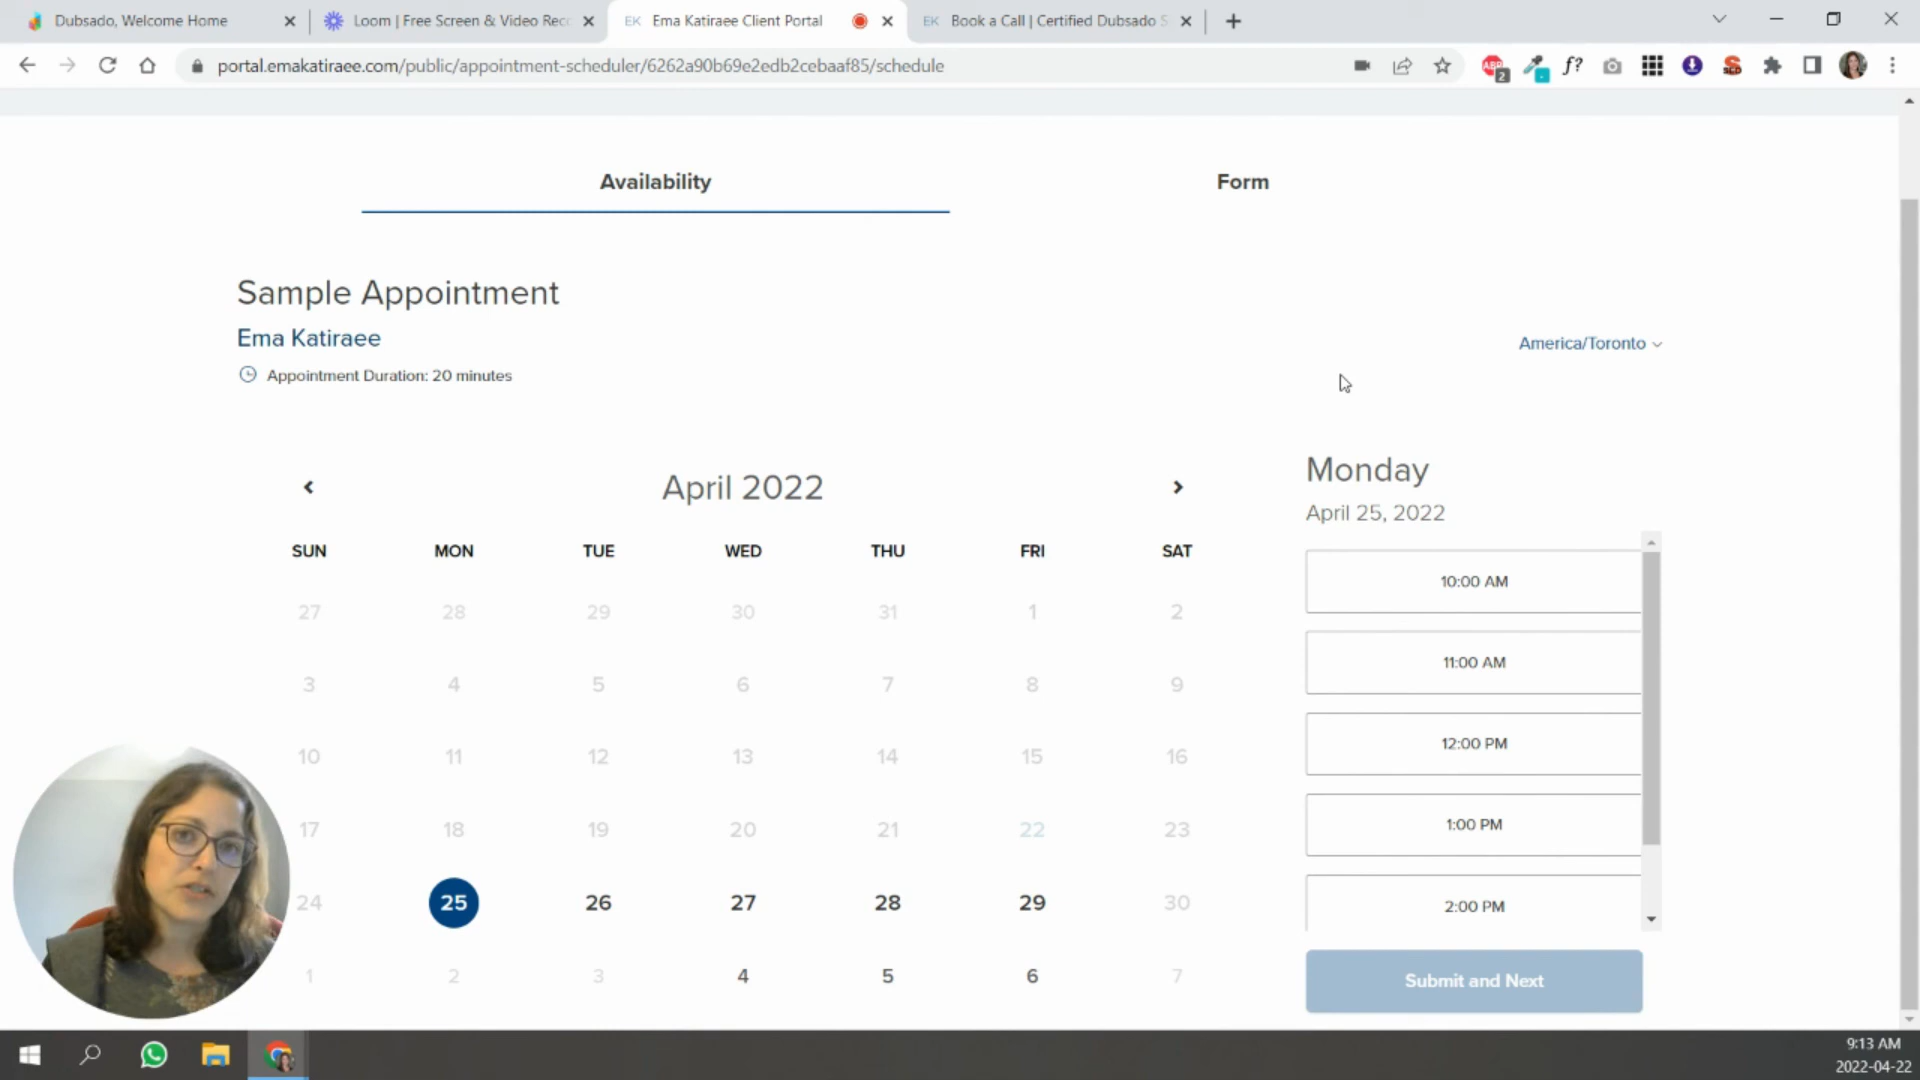 Dubsado, Welcome Home
Loom | Free Screen & Video Reco
EK Ema Katiraee Client Portal
EK Book a Call | Certified Dubsado S
portal.emakatiraee.com/public/appointment-scheduler/6262a90b69e2edb2cebaaf85/schedule
ABP 2
f?
Availability Form
Sample Appointment
Ema Katiraee
America/Toronto
Appointment Duration: 20 minutes
April 2022
SUN MON TUE WED THU FRI SAT
27 28 29 30 31 1 2
3 4 5 6 7 8 9
10 11 12 13 14 15 16
17 18 19 20 21 22 23
24 25 26 27 28 29 30
1 2 3 4 5 6 7
Monday
April 25, 2022
10:00 AM
11:00 AM
12:00 PM
1:00 PM
2:00 PM
Submit and Next
9:13 AM
2022-04-22